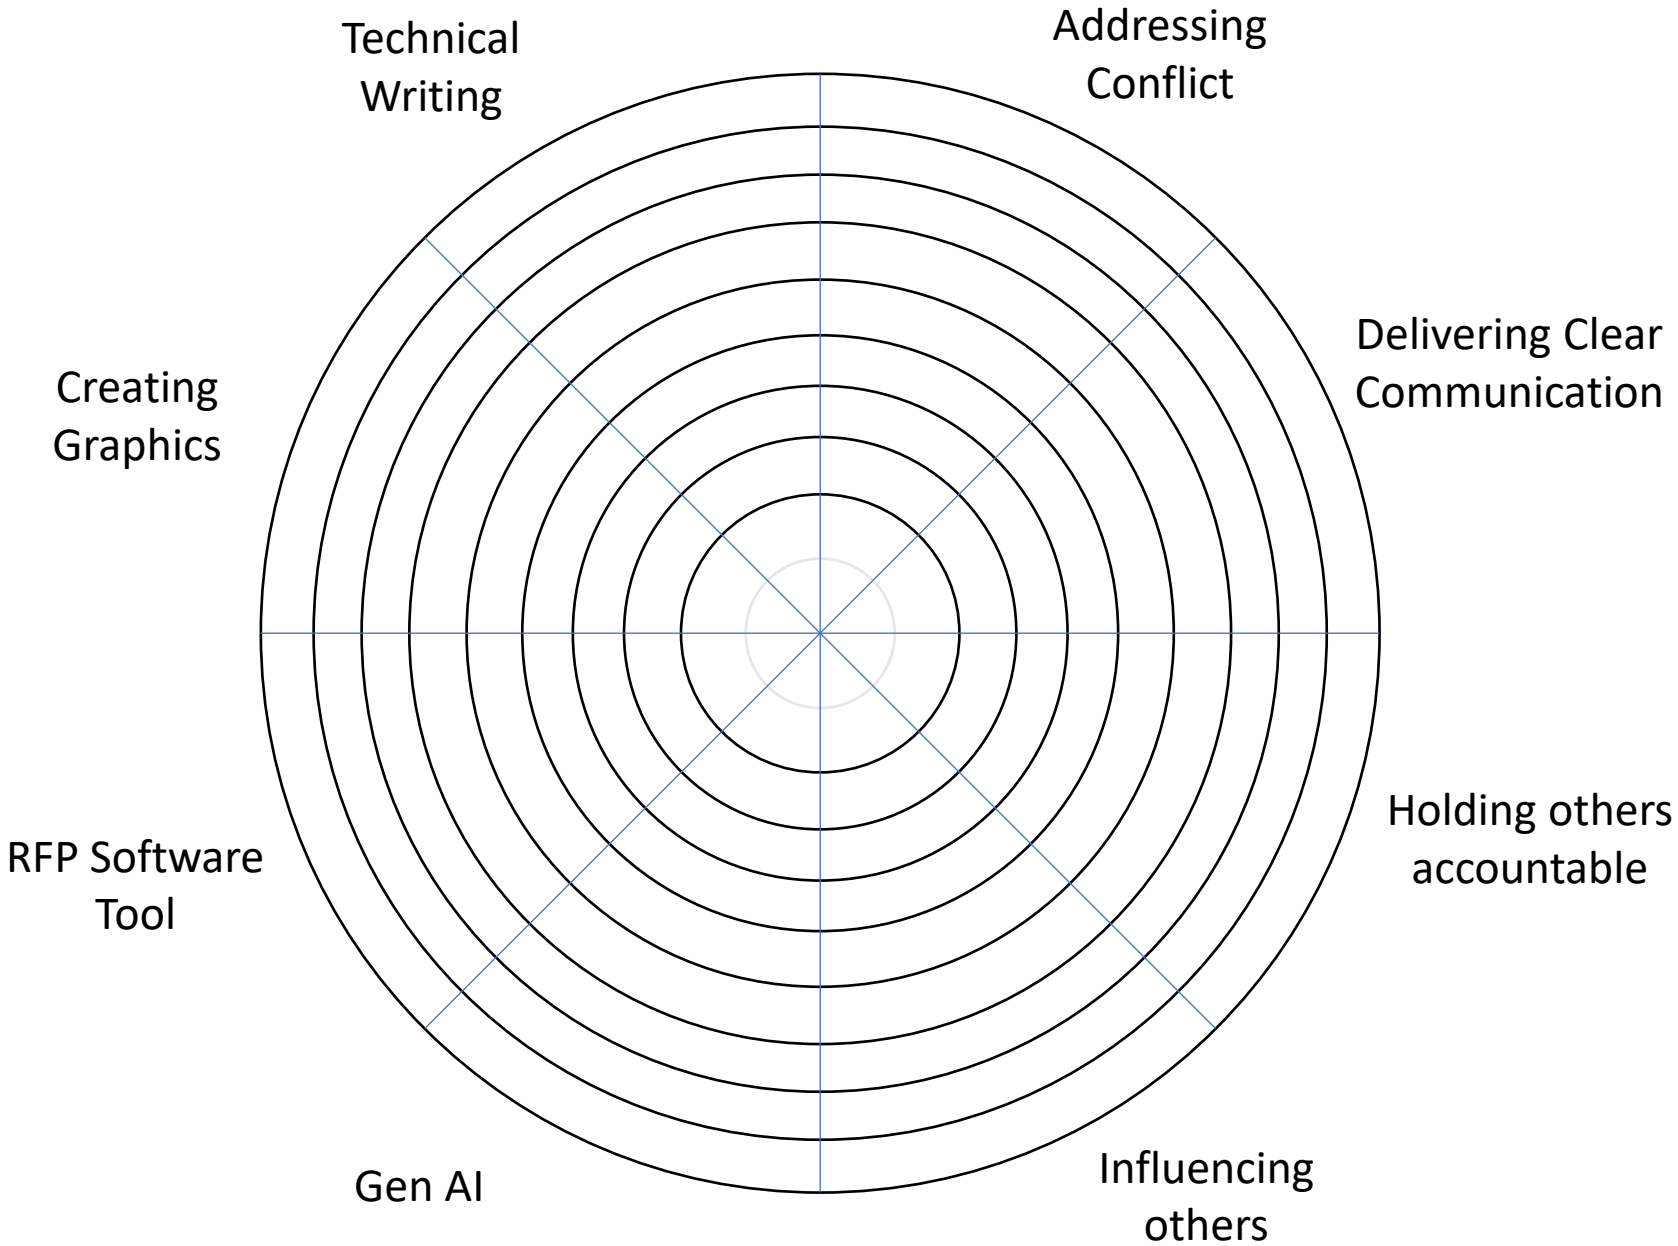 Technical
Writing
Addressing
Conflict
Delivering Clear
Communication
Creating
Graphics
Holding others
accountable
RFP Software
Tool
Gen AI
Influencing
others